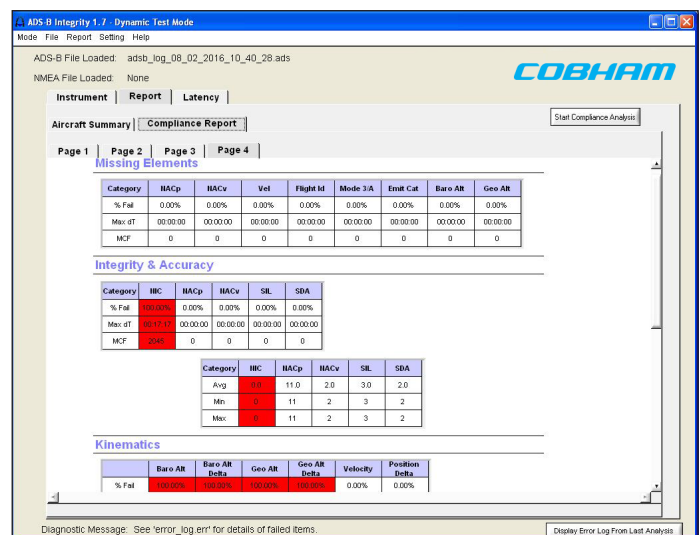 ADS-B Integrity 1.7 - Dynamic Test Mode
Mode File Report Setting Help
ADS-B File Loaded: adsb_log_08_02_2016_10_40_28.ads
NMEA File Loaded: None
COBHAM
Instrument Report Latency
Start Compliance Analysis
Aircraft Summary Compliance Report
Page 1 Page 2 Page 3 Page 4
Missing Elements
Category NACp NACv Vel Flight Id Mode 3/A Emit Cat Baro Alt Geo Alt
% Fail 0.00% 0.00% 0.00% 0.00% 0.00% 0.00% 0.00% 0.00%
Max dT 00:00:00 00:00:00 00:00:00 00:00:00 00:00:00 00:00:00 00:00:00 00:00:00
MCF 0 0 0 0 0 0 0 0
Integrity & Accuracy
Category NIC NACp NACv SIL SDA
% Fail 100.00% 0.00% 0.00% 0.00% 0.00%
Max dT 00:17:17 00:00:00 00:00:00 00:00:00 00:00:00
MCF 2045 0 0 0 0
Category NIC NACp NACv SIL SDA
Avg 0.0 11.0 2.0 3.0 2.0
Min 0 11 2 3 2
Max 0 11 2 3 2
Kinematics
Baro Alt Baro Alt Delta Geo Alt Geo Alt Delta Velocity Position Delta
% Fail 100.00% 100.00% 100.00% 100.00% 0.00% 0.00%
Diagnostic Message: See 'error_log.err' for details of failed items.
Display Error Log From Last Analysis